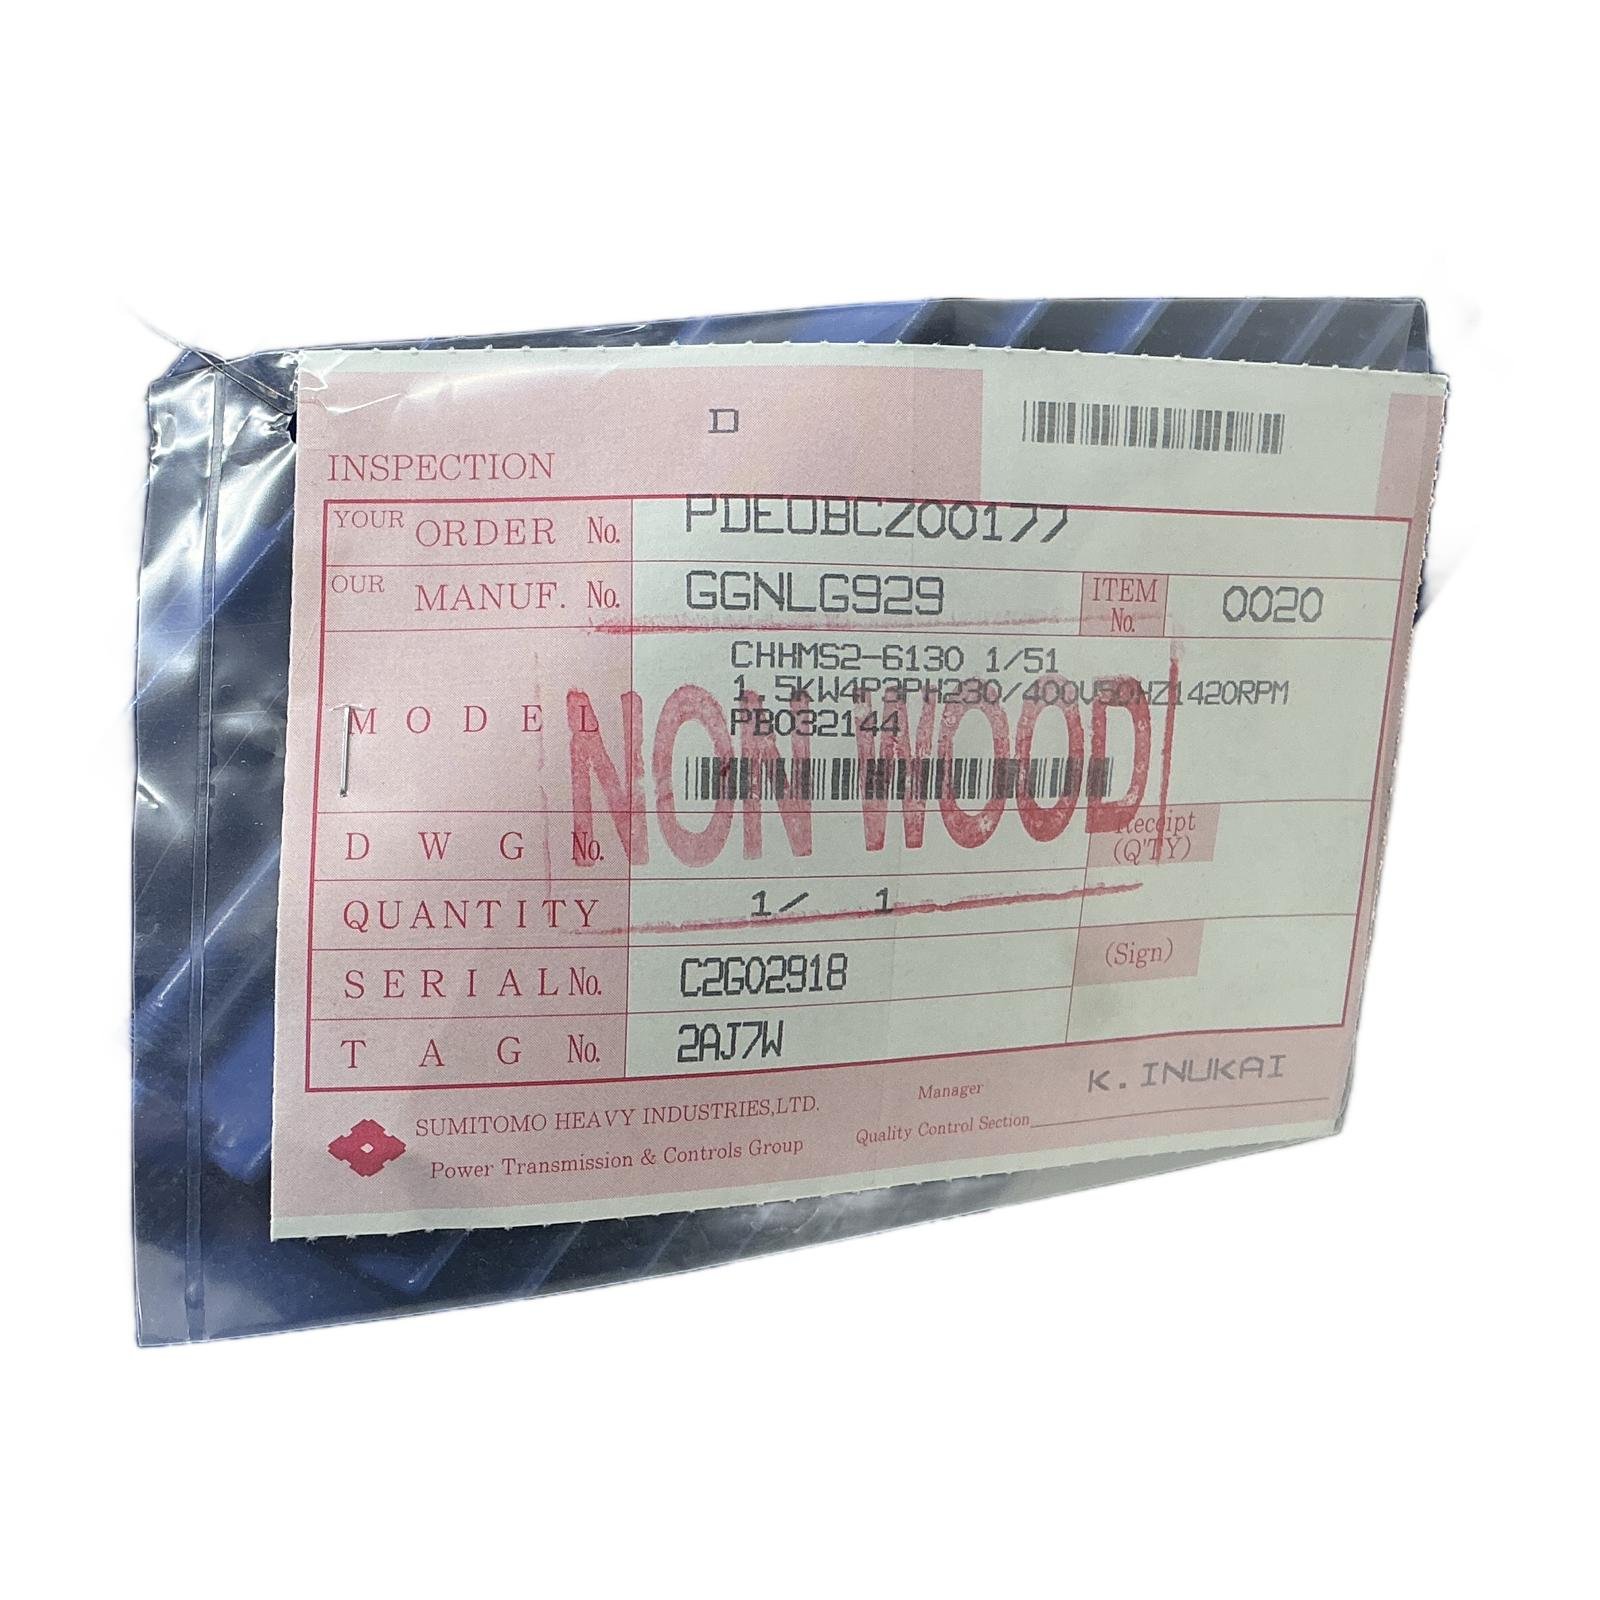 D
INSPECTION
YOUR ORDER No. PDEOBCZ00177
OUR MANUF. No. GGNLG929 ITEM No. 0020
MODEL CHHMS2-6130 1/51
1.5KW4P3PH230/400V50HZ1420RPM
PB032144
NON WOOD
DWG No. Receipt (Q'TY)
QUANTITY 1/ 1
SERIAL No. C2G02918 (Sign)
TAG No. 2AJ7W
SUMITOMO HEAVY INDUSTRIES,LTD.
Power Transmission & Controls Group
Manager
Quality Control Section K.INUKAI